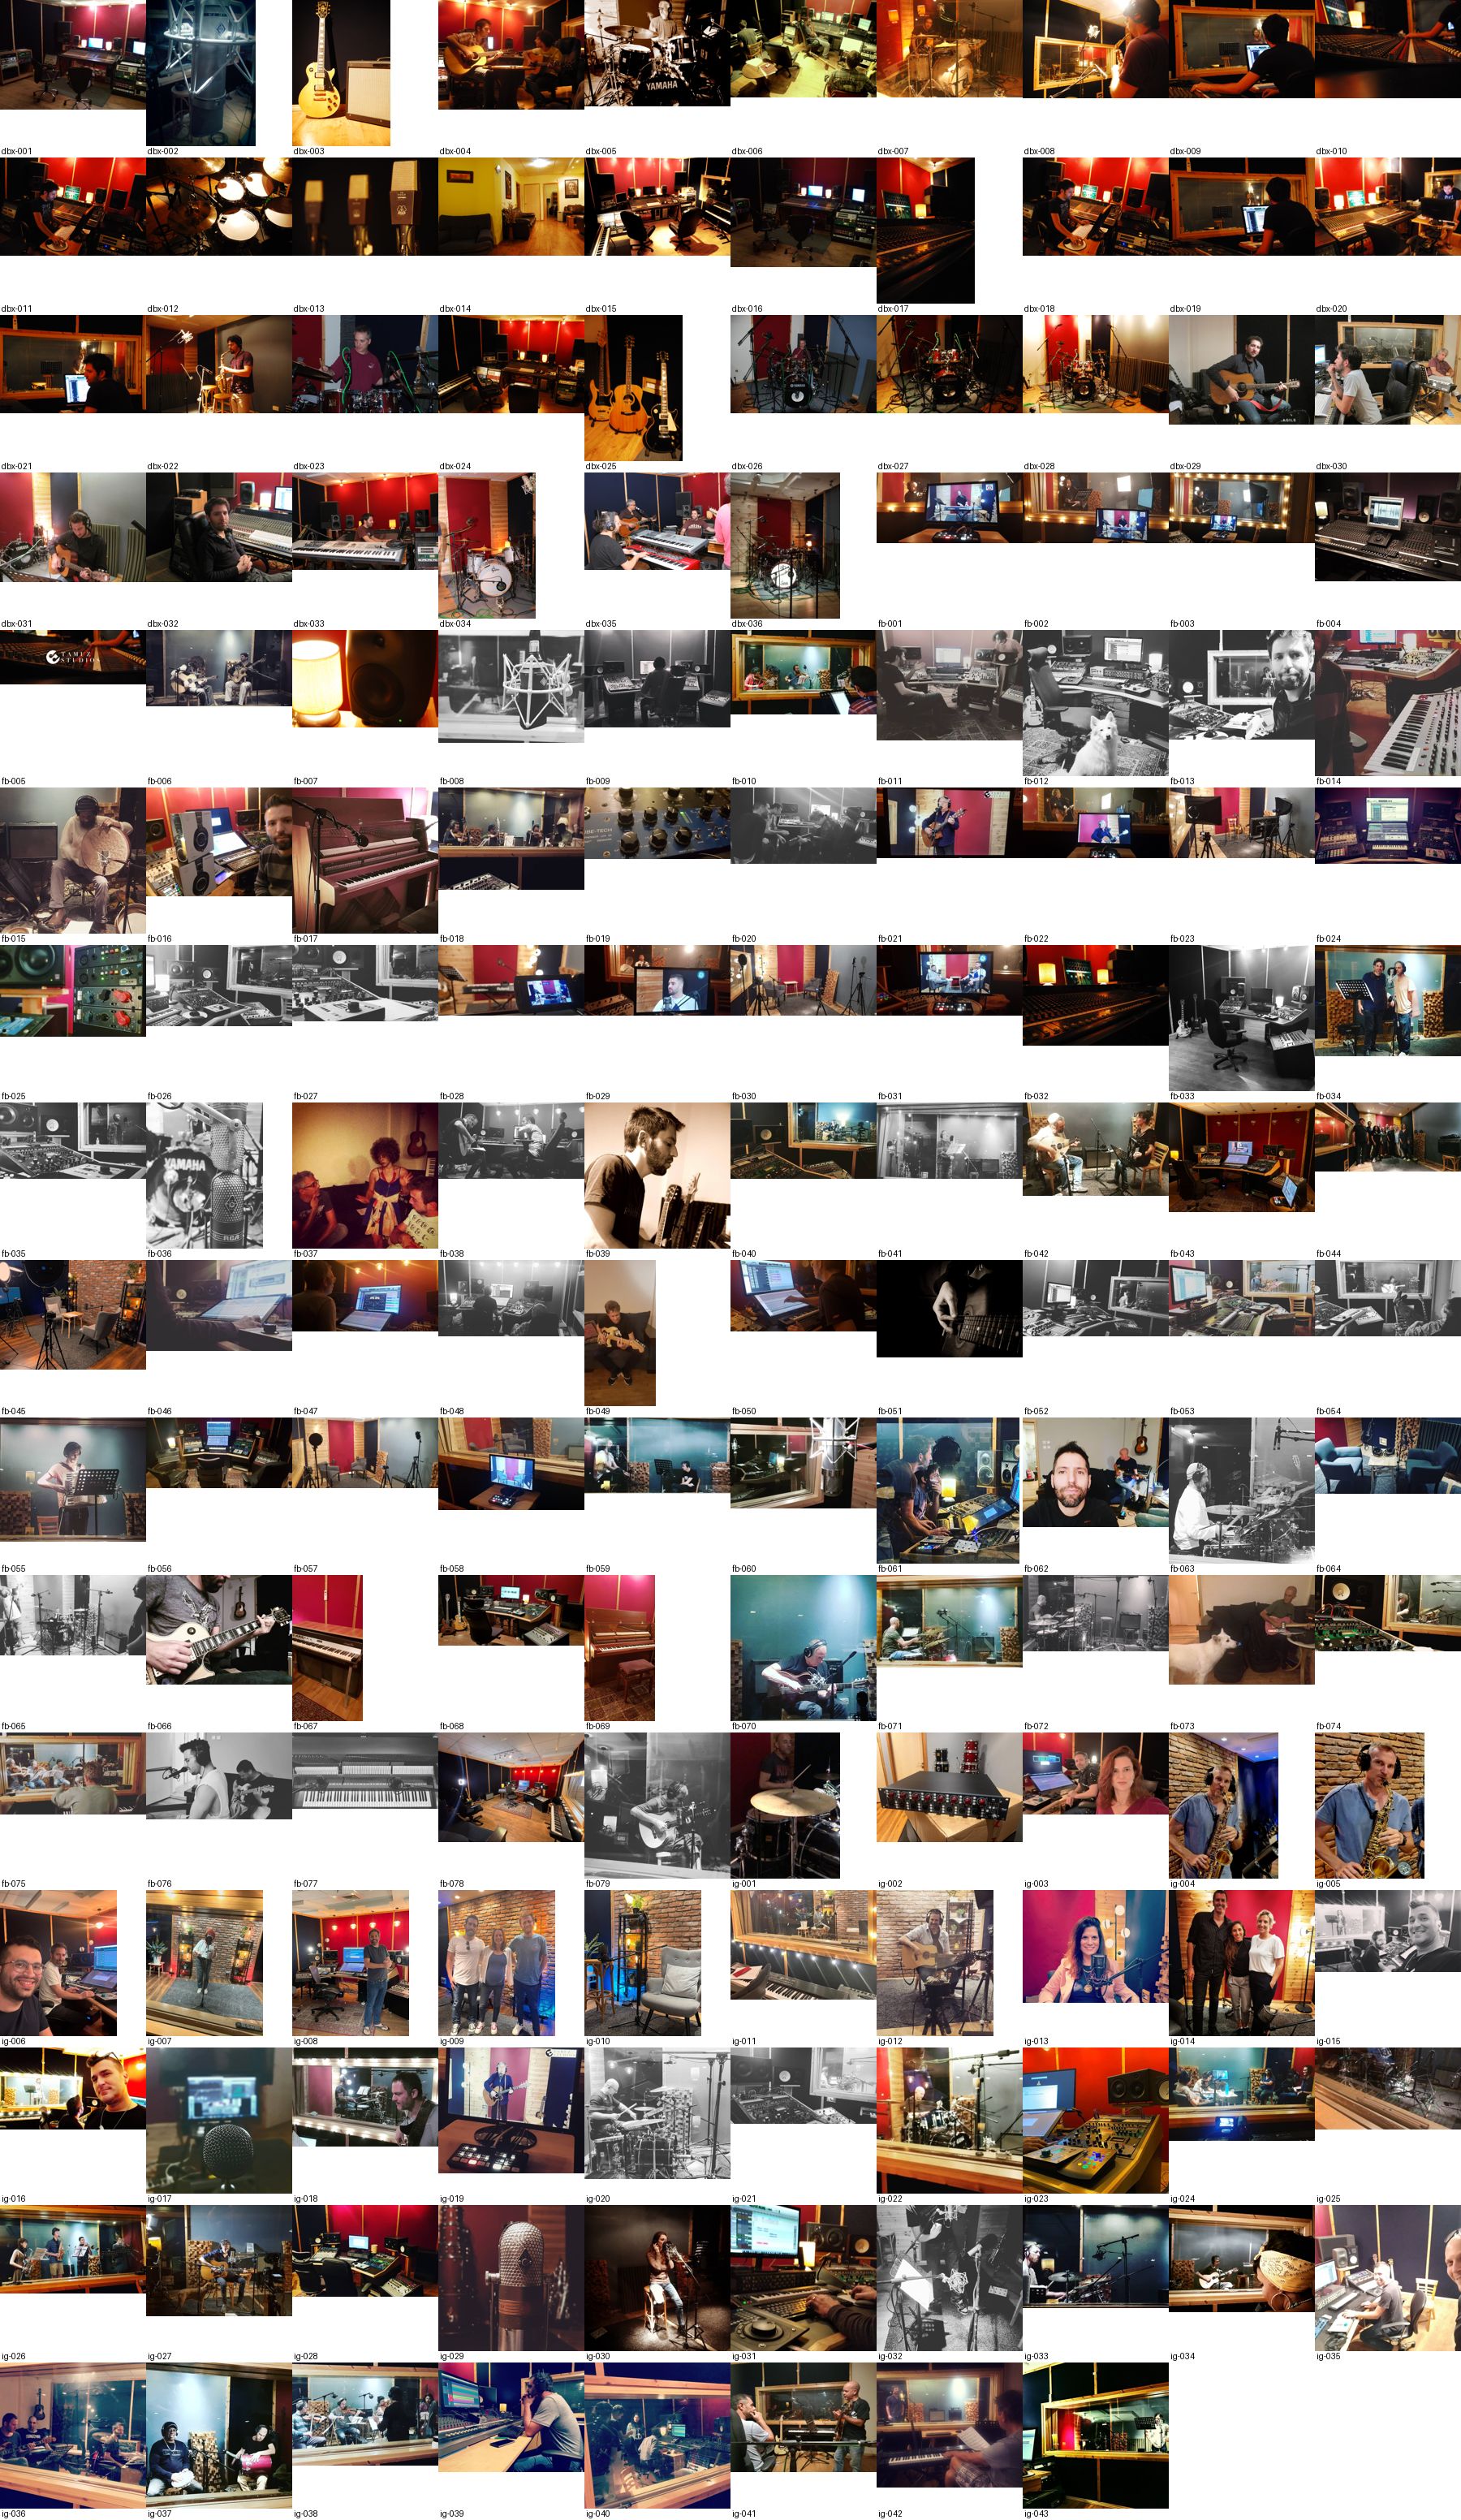 YAMAHA
dbx-001 dbx-002 dbx-003 dbx-004 dbx-005 dbx-006 dbx-007 dbx-008 dbx-009 dbx-010
dbx-011 dbx-012 dbx-013 dbx-014 dbx-015 dbx-016 dbx-017 dbx-018 dbx-019 dbx-020
dbx-021 dbx-022 dbx-023 dbx-024 dbx-025 dbx-026 dbx-027 dbx-028 dbx-029 dbx-030
dbx-031 dbx-032 dbx-033 dbx-034 dbx-035 dbx-036 fb-001 fb-002 fb-003 fb-004
TAMUZ
STUDIOS
fb-005 fb-006 fb-007 fb-008 fb-009 fb-010 fb-011 fb-012 fb-013 fb-014
fb-015 fb-016 fb-017 fb-018 fb-019 fb-020 fb-021 fb-022 fb-023 fb-024
fb-025 fb-026 fb-027 fb-028 fb-029 fb-030 fb-031 fb-032 fb-033 fb-034
YAMAHA
RCA
fb-035 fb-036 fb-037 fb-038 fb-039 fb-040 fb-041 fb-042 fb-043 fb-044
fb-045 fb-046 fb-047 fb-048 fb-049 fb-050 fb-051 fb-052 fb-053 fb-054
fb-055 fb-056 fb-057 fb-058 fb-059 fb-060 fb-061 fb-062 fb-063 fb-064
fb-065 fb-066 fb-067 fb-068 fb-069 fb-070 fb-071 fb-072 fb-073 fb-074
fb-075 fb-076 fb-077 fb-078 fb-079 ig-001 ig-002 ig-003 ig-004 ig-005
ig-006 ig-007 ig-008 ig-009 ig-010 ig-011 ig-012 ig-013 ig-014 ig-015
ig-016 ig-017 ig-018 ig-019 ig-020 ig-021 ig-022 ig-023 ig-024 ig-025
ig-026 ig-027 ig-028 ig-029 ig-030 ig-031 ig-032 ig-033 ig-034 ig-035
ig-036 ig-037 ig-038 ig-039 ig-040 ig-041 ig-042 ig-043